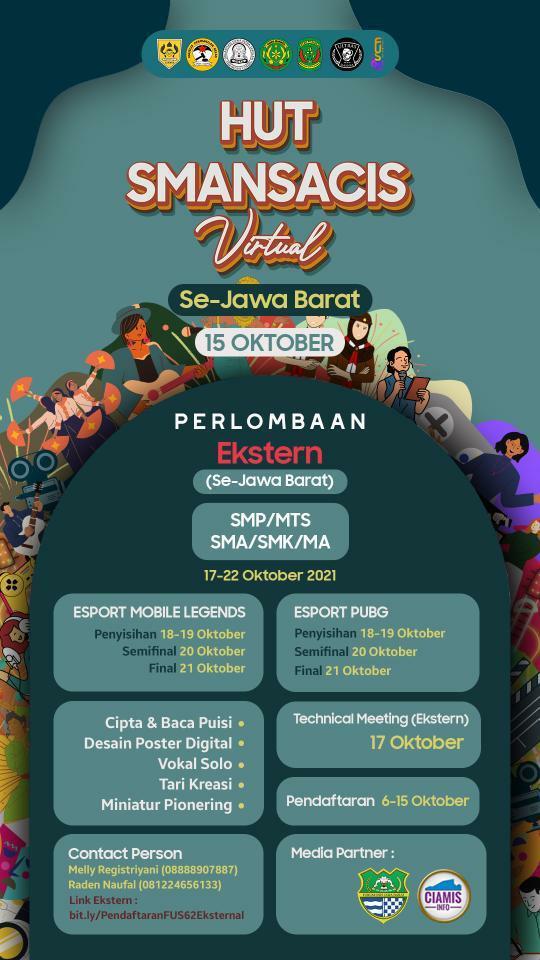 HUT
SMANSACIS
Virtual
Se-Jawa Barat
15 OKTOBER
PERLOMBAAN
Ekstern
(Se-Jawa Barat)
SMP/MTS
SMA/SMK/MA
17-22 Oktober 2021
ESPORT MOBILE LEGENDS
Penyisihan 18-19 Oktober
Semifinal 20 Oktober
Final 21 Oktober
ESPORT PUBG
Penyisihan 18-19 Oktober
Semifinal 20 Oktober
Final 21 Oktober
Cipta & Baca Puisi •
Desain Poster Digital •
Vokal Solo •
Tari Kreasi •
Miniatur Pionering •
Technical Meeting (Ekstern)
17 Oktober
Pendaftaran 6-15 Oktober
Contact Person
Melly Registriyani (08888907887)
Raden Naufal (081224656133)
Link Ekstern :
bit.ly/PendaftaranFUS62Eksternal
Media Partner :
CIAMIS
INFO